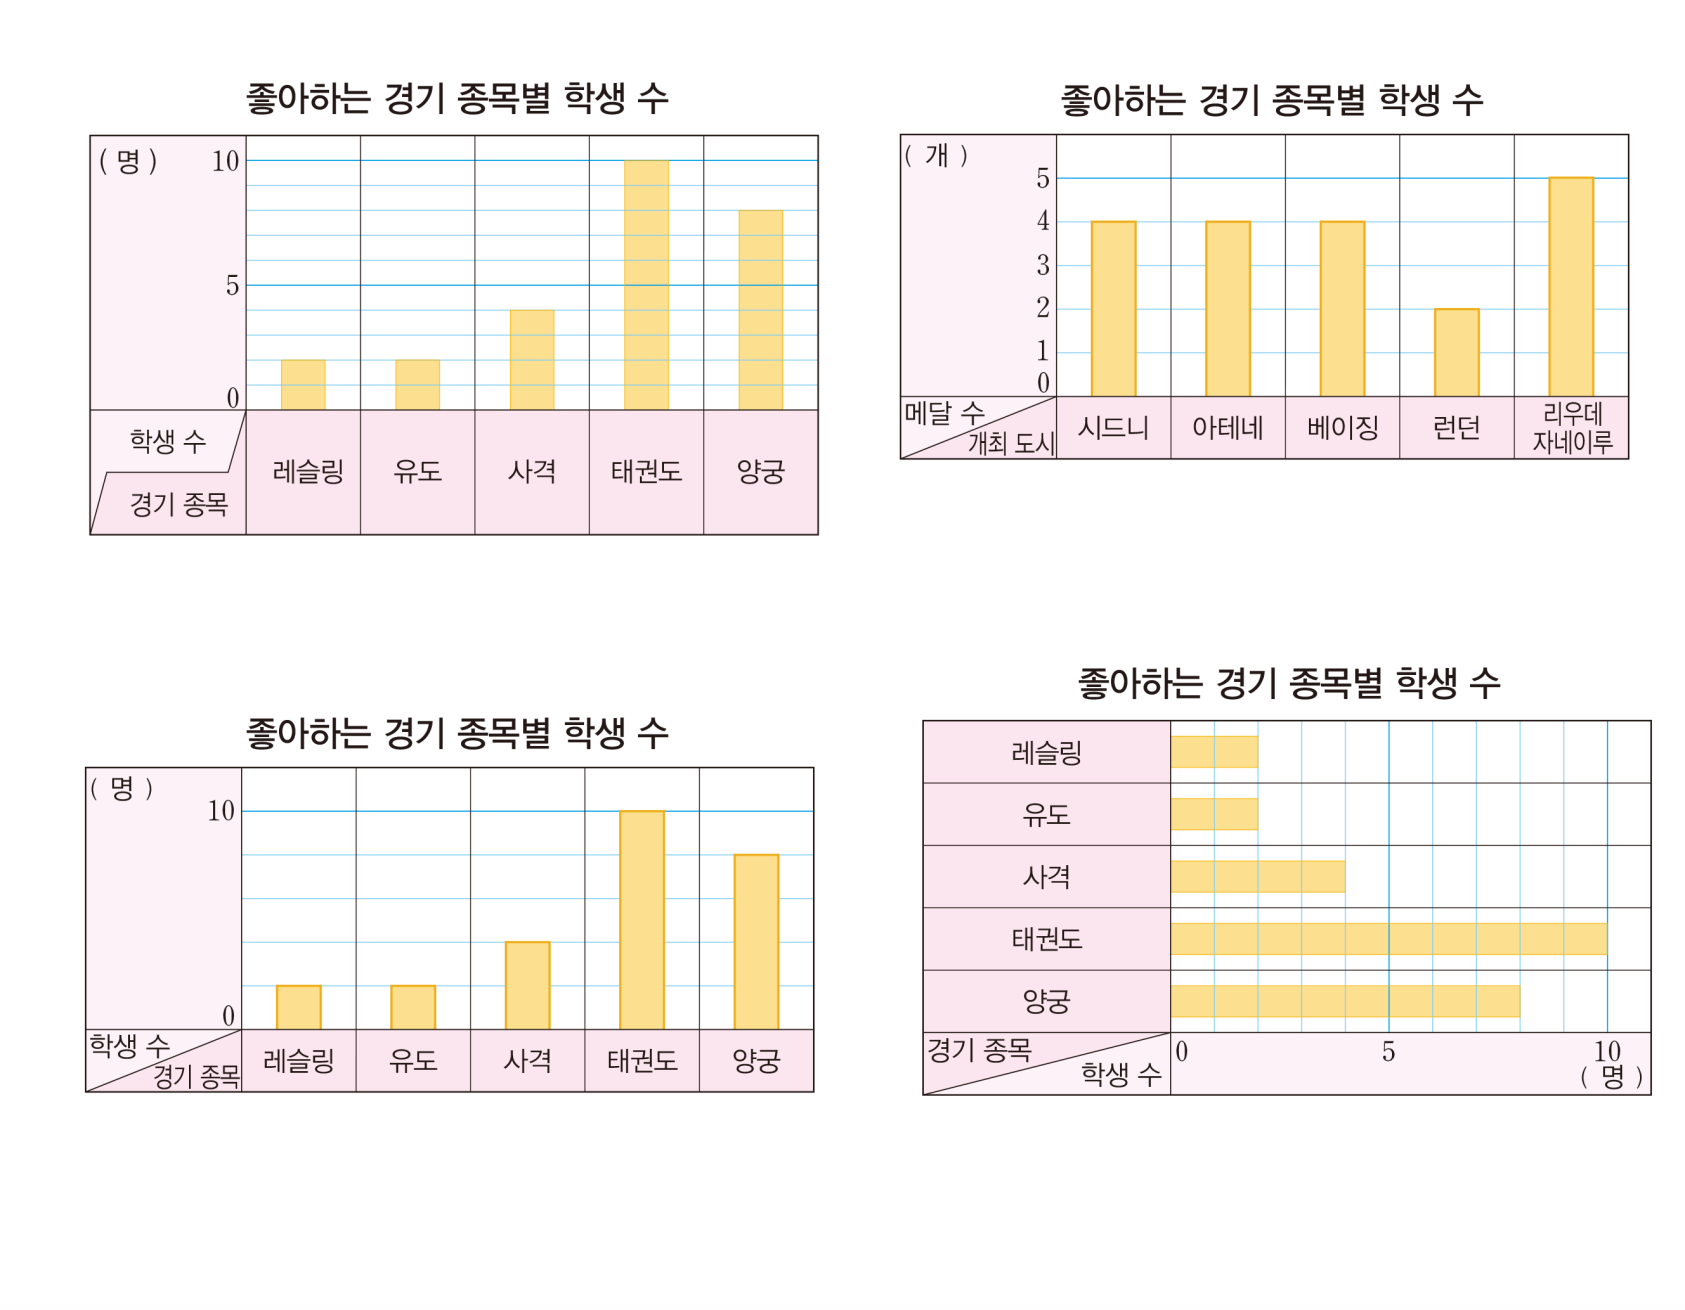 좋아하는 경기 종목별 학생 수
( 명 )
10
5
0
학생 수
경기 종목
레슬링
유도
사격
태권도
양궁
좋아하는 경기 종목별 학생 수
( 개 )
5
4
3
2
1
0
메달 수
개최 도시
시드니
아테네
베이징
런던
리우데
자네이루
좋아하는 경기 종목별 학생 수
( 명 )
10
0
학생 수
경기 종목
레슬링
유도
사격
태권도
양궁
좋아하는 경기 종목별 학생 수
레슬링
유도
사격
태권도
양궁
경기 종목
학생 수
0
5
10
( 명 )